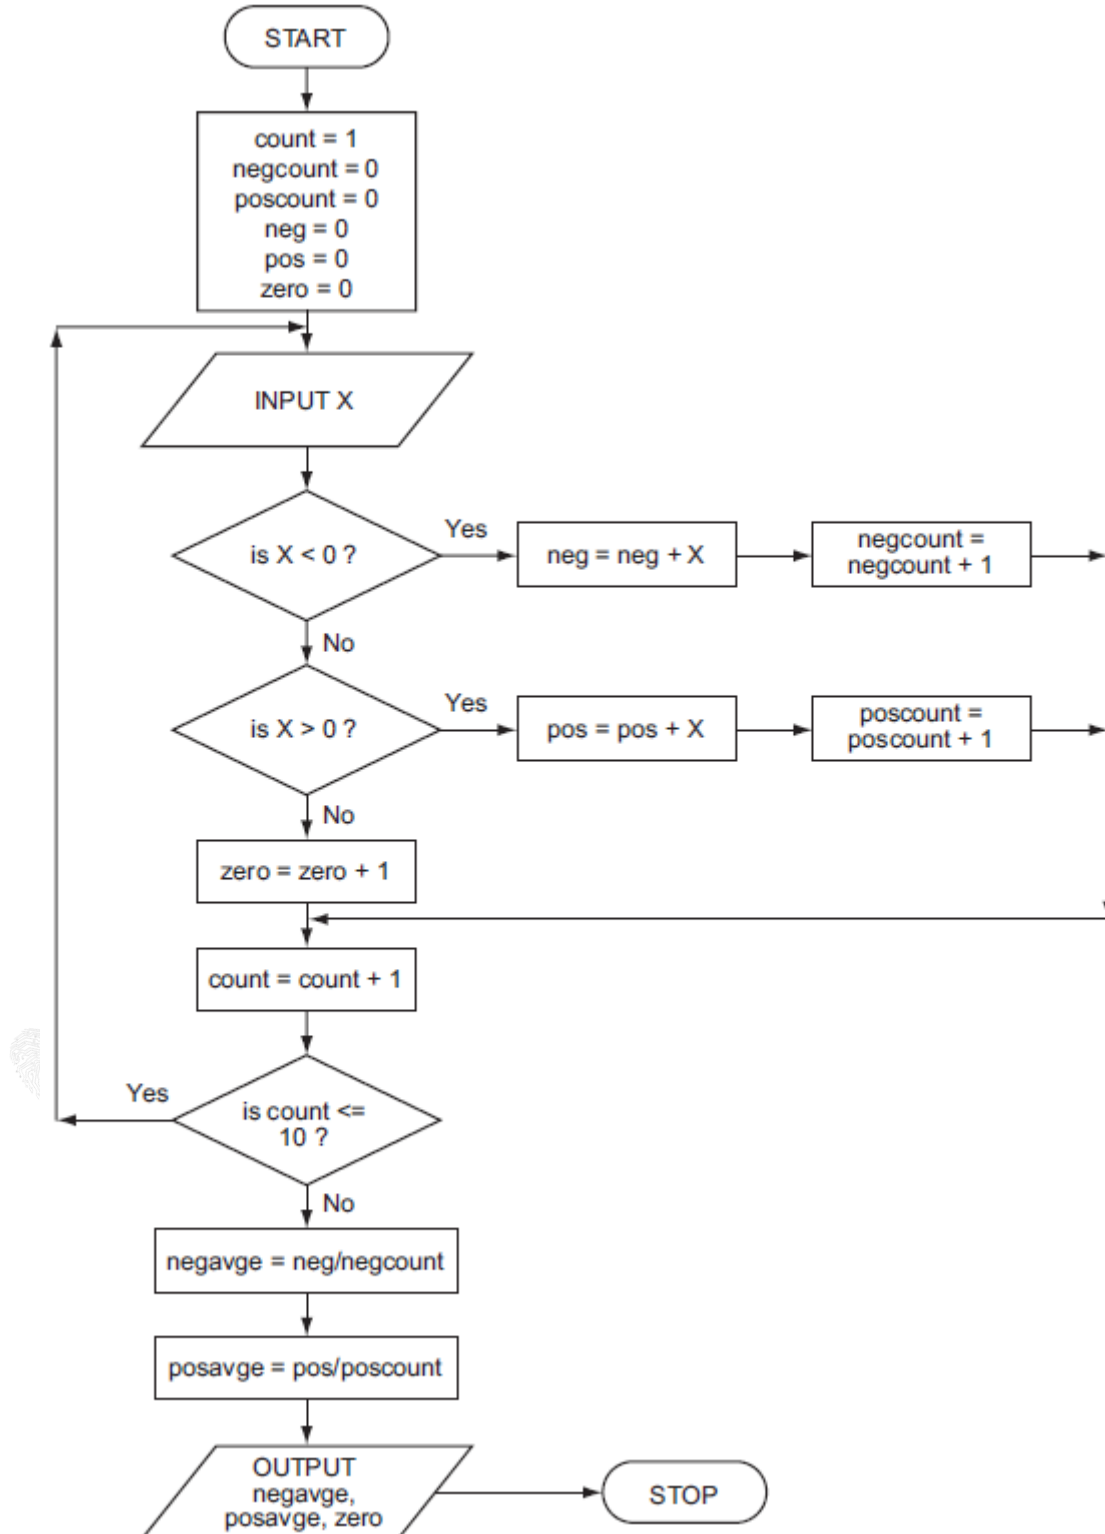 START
count = 1
negcount = 0
poscount = 0
neg = 0
pos = 0
zero = 0
INPUT X
is X < 0 ?
Yes
neg = neg + X
negcount =
negcount + 1
No
is X > 0 ?
Yes
pos = pos + X
poscount =
poscount + 1
No
zero = zero + 1
count = count + 1
is count <=
10 ?
Yes
No
negavge = neg/negcount
posavge = pos/poscount
OUTPUT
negavge,
posavge, zero
STOP